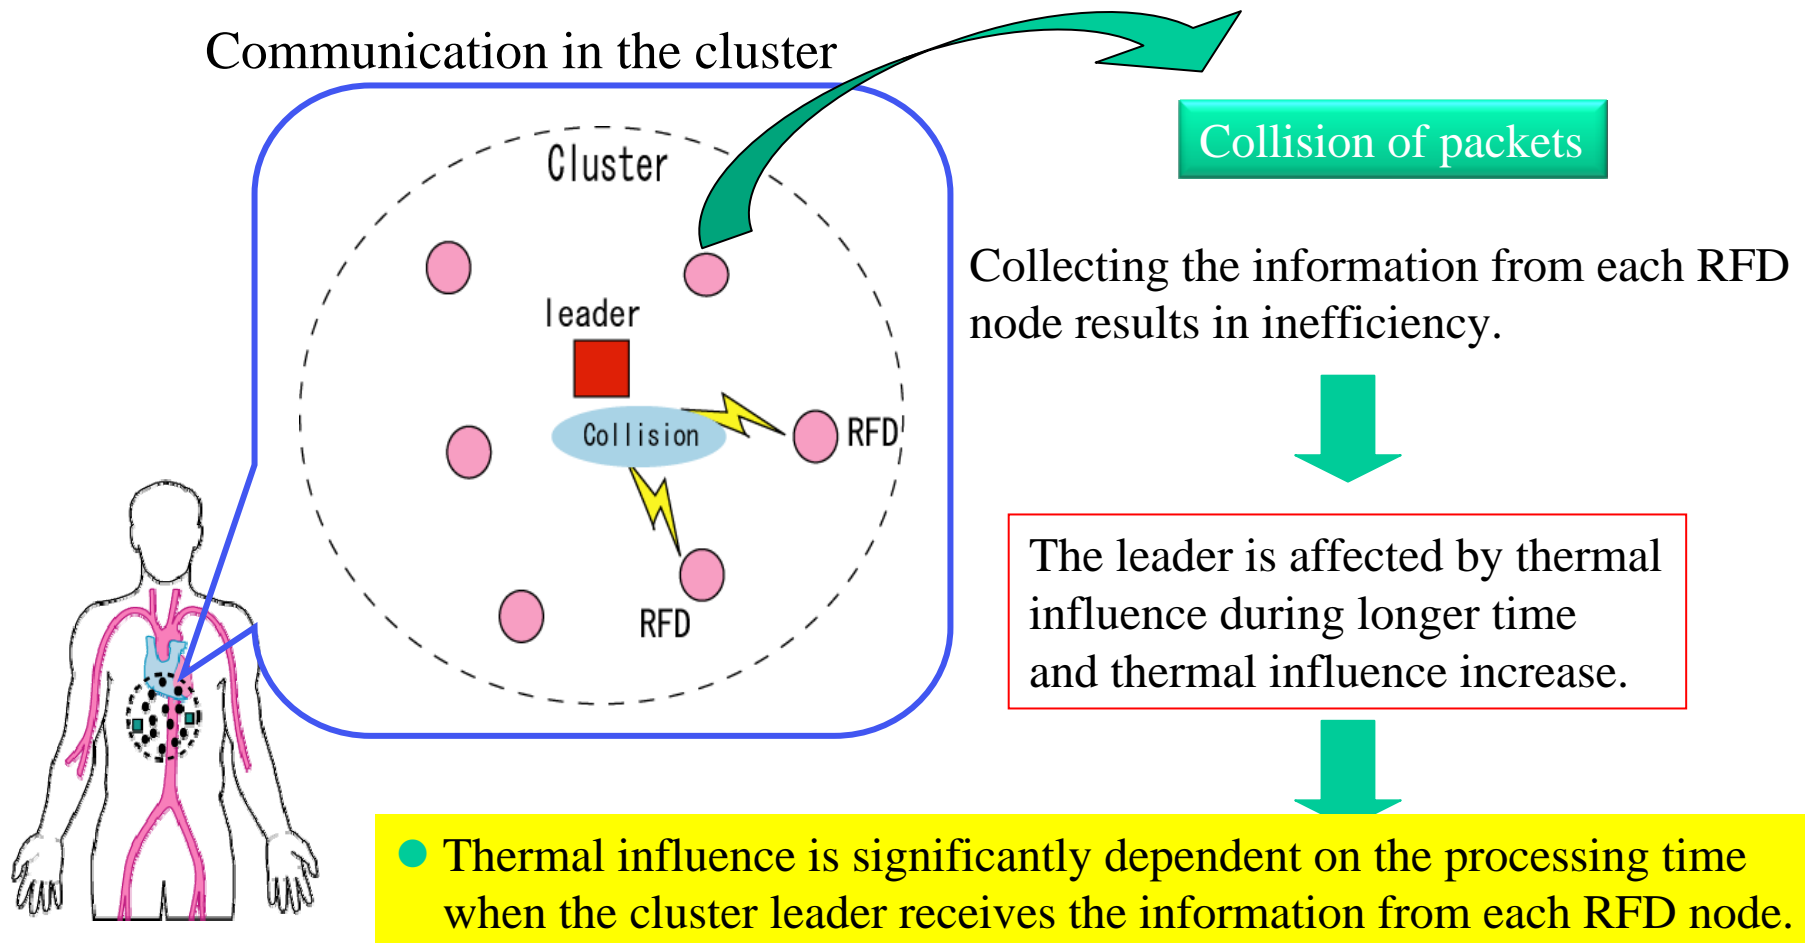 Communication in the cluster
Cluster
leader
Collision
RFD
RFD
Collision of packets
Collecting the information from each RFD
node results in inefficiency.
The leader is affected by thermal
influence during longer time
and thermal influence increase.
Thermal influence is significantly dependent on the processing time
when the cluster leader receives the information from each RFD node.